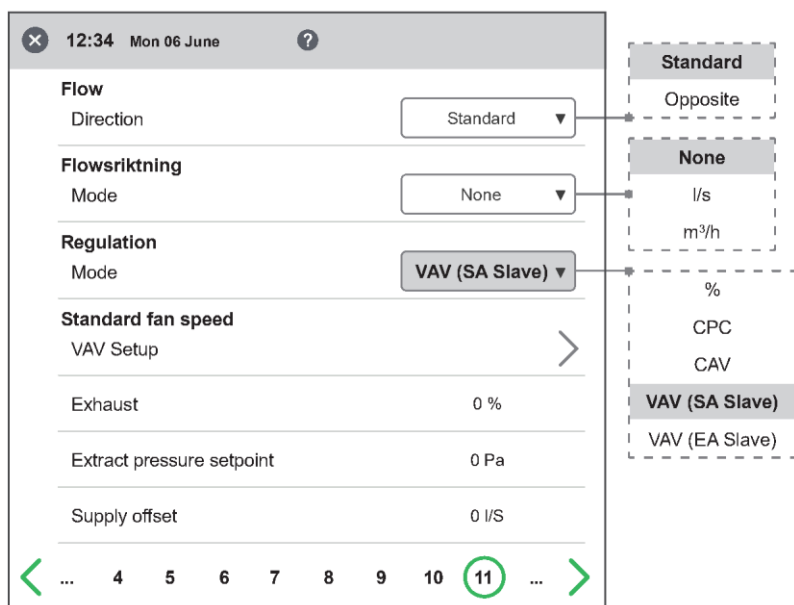 12:34 Mon 06 June ?
Flow
Direction Standard ▼
Flowsriktning
Mode None ▼
Regulation
Mode VAV (SA Slave) ▼
Standard fan speed
VAV Setup
Exhaust 0 %
Extract pressure setpoint 0 Pa
Supply offset 0 l/S
... 4 5 6 7 8 9 10 11 ...
Standard
Opposite
None
l/s
m³/h
%
CPC
CAV
VAV (SA Slave)
VAV (EA Slave)